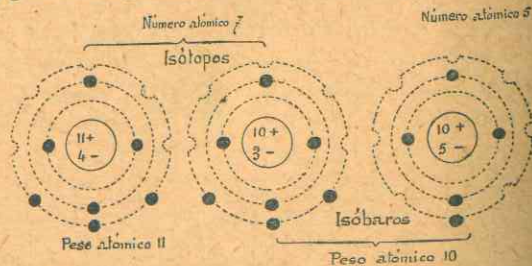 Número atómico 7
Número atómico 5
Isótopos
11+
4 -
10 +
3 -
10 +
5 -
Isóbaros
Peso atómico 11
Peso atómico 10